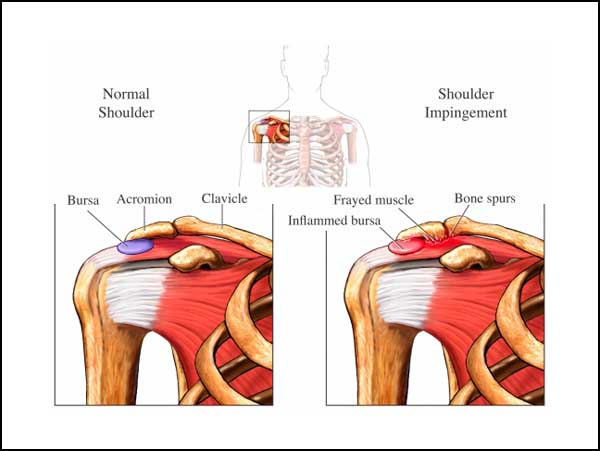 Normal
Shoulder
Shoulder
Impingement
Bursa
Acromion
Clavicle
Frayed muscle
Bone spurs
Inflammed bursa